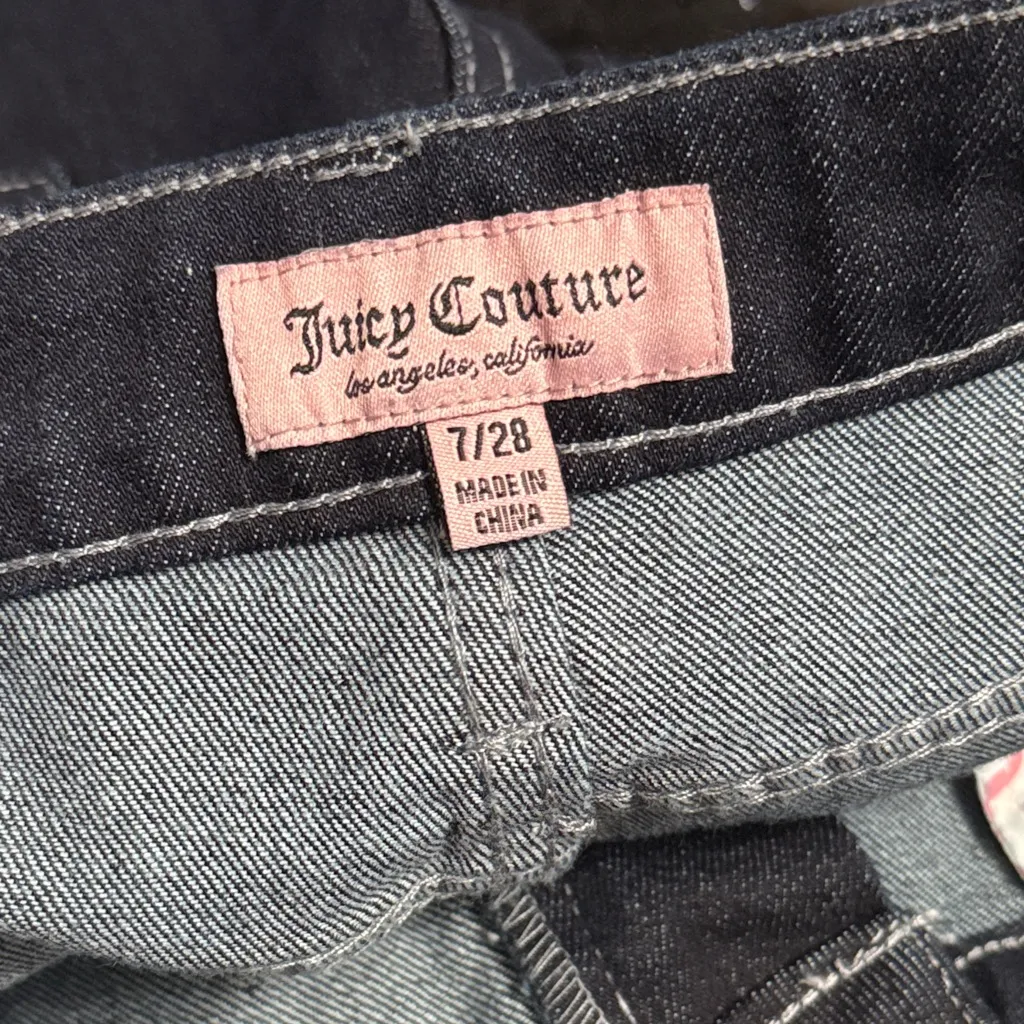 Juicy Couture
los angeles, california
7/28
MADE IN
CHINA